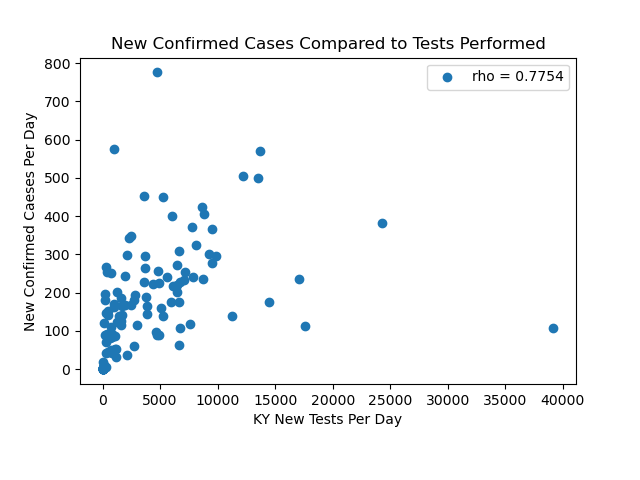 New Confirmed Cases Compared to Tests Performed
rho = 0.7754
New Confirmed Caeses Per Day
800
700
600
500
400
300
200
100
0
0 5000 10000 15000 20000 25000 30000 35000 40000
KY New Tests Per Day